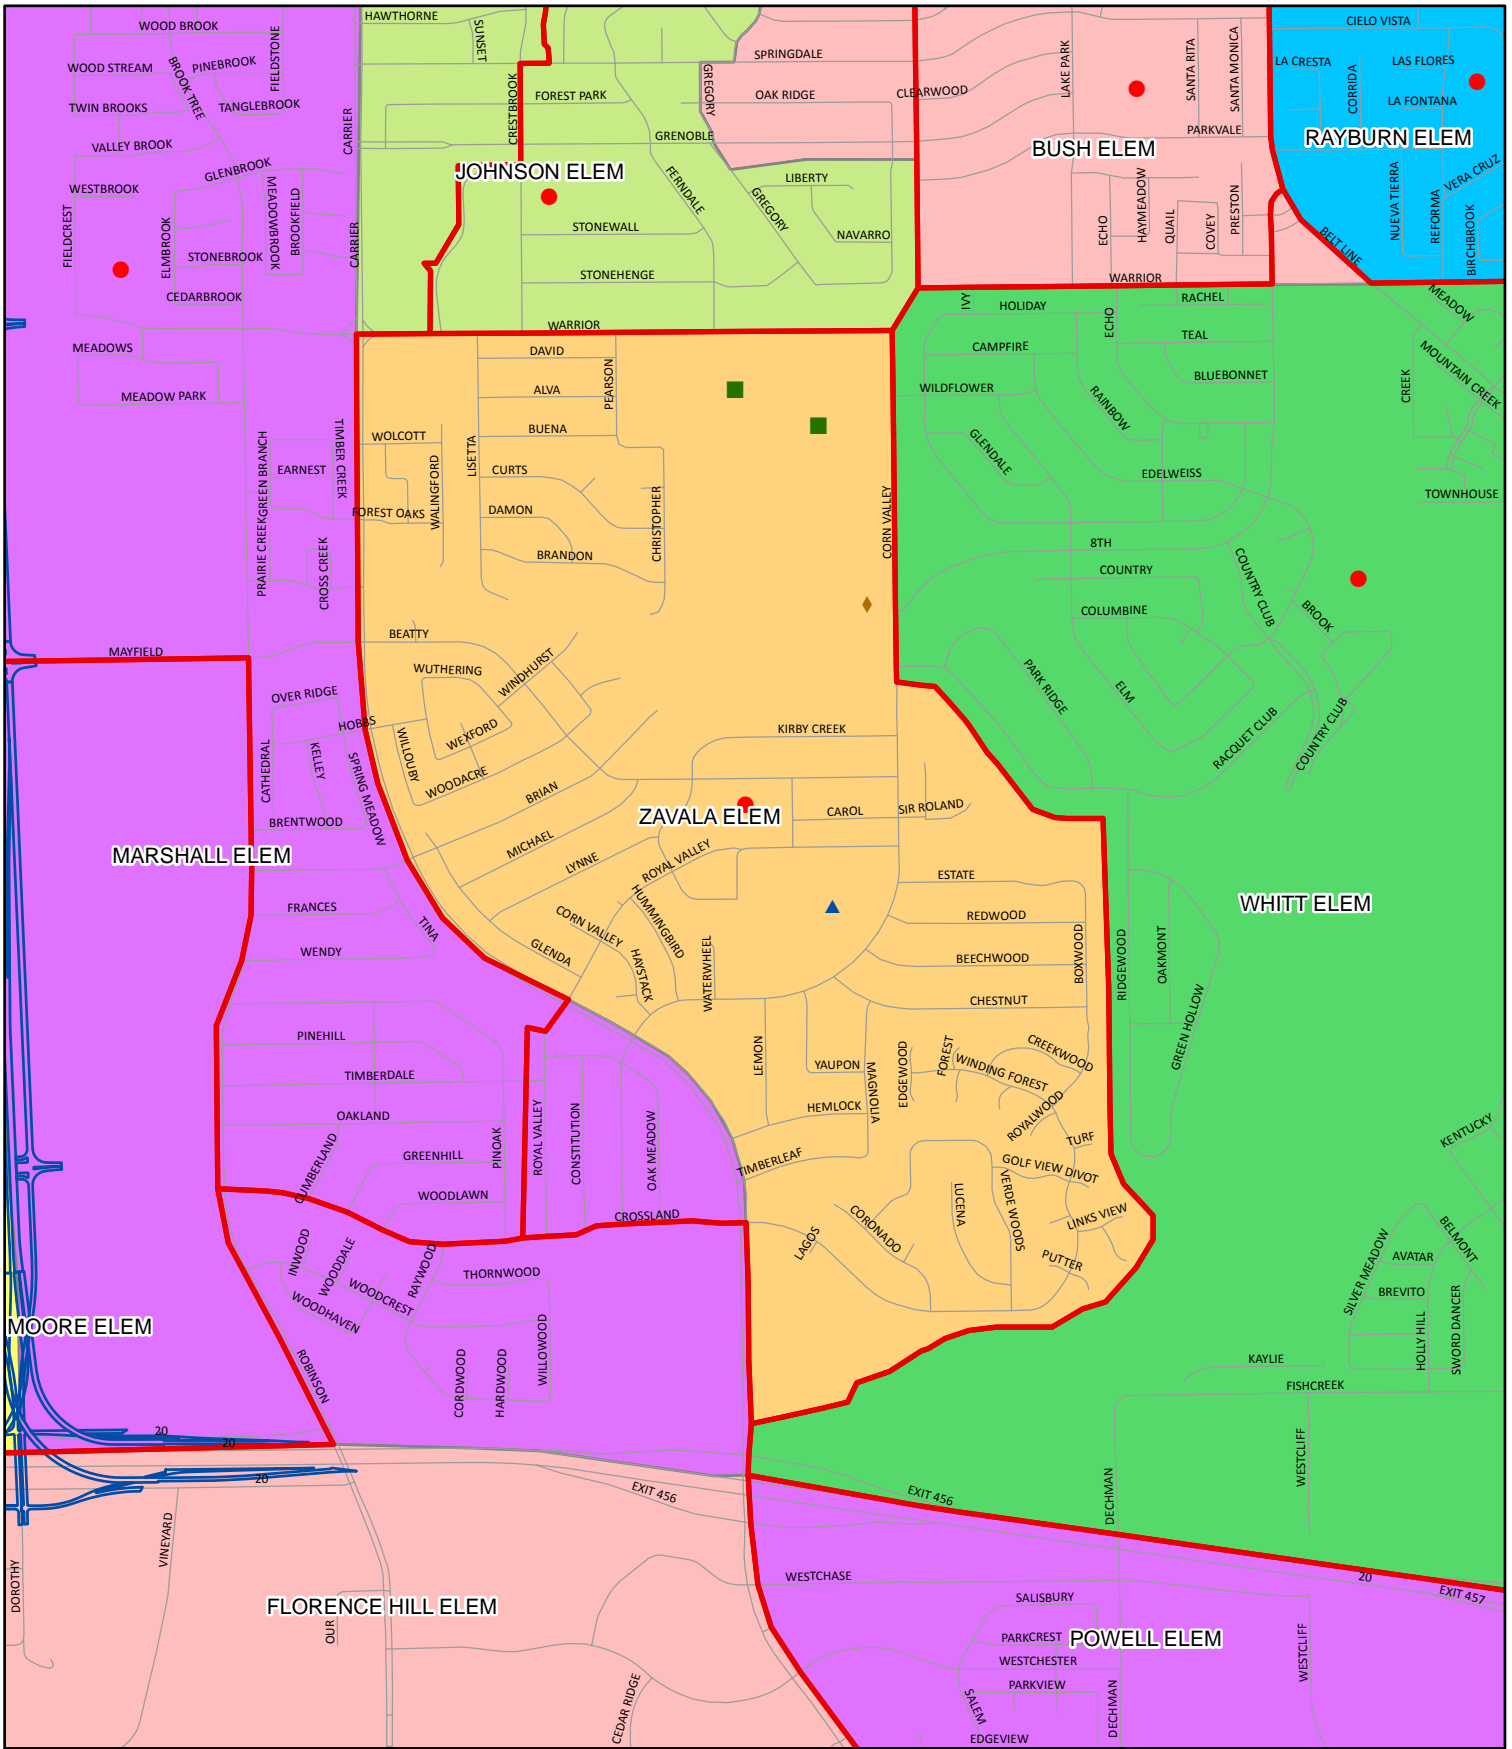 HAWTHORNE
WOOD BROOK
SUNSET
CIELO VISTA
FIELDSTONE
SPRINGDALE
LAKE PARK
SANTA RITA
SANTA MONICA
WOOD STREAM
BROOK TREE
PINEBROOK
GREGORY
LA CRESTA
LAS FLORES
CORRIDA
TWIN BROOKS
TANGLEBROOK
CARRIER
CRESTBROOK
FOREST PARK
OAK RIDGE
CLEARWOOD
LA FONTANA
VALLEY BROOK
GRENOBLE
PARKVALE
BUSH ELEM
RAYBURN ELEM
GLENBROOK
JOHNSON ELEM
WESTBROOK
MEADOWBROOK
BROOKFIELD
FERNDALE
GREGORY
LIBERTY
VERA CRUZ
NUEVA TIERRA
REFORMA
BIRCHBROOK
FIELDCREST
ELMBROOK
STONEBROOK
CARRIER
STONEWALL
NAVARRO
ECHO
HAYMEADOW
QUAIL
COVEY
PRESTON
BELT LINE
CEDARBROOK
STONEHENGE
WARRIOR
WARRIOR
IVY
HOLIDAY
ECHO
RACHEL
MEADOW
MEADOWS
DAVID
PEARSON
CAMPFIRE
TEAL
MOUNTAIN CREEK
MEADOW PARK
ALVA
WILDFLOWER
RAINBOW
BLUEBONNET
CREEK
TIMBER CREEK
WOLCOTT
LISETTA
BUENA
GLENDALE
GREEN BRANCH
EARNEST
WALINGFORD
CURTS
CORN VALLEY
EDELWEISS
TOWNHOUSE
FOREST OAKS
DAMON
CHRISTOPHER
8TH
PRAIRIE CREEK
CROSS CREEK
BRANDON
COUNTRY
COUNTRY CLUB
COLUMBINE
BROOK
MAYFIELD
BEATTY
WUTHERING
WINDHURST
PARK RIDGE
ELM
OVER RIDGE
HOBBS
WILLOUBY
WEXFORD
KIRBY CREEK
RACQUET CLUB
COUNTRY CLUB
CATHEDRAL
KELLEY
SPRING MEADOW
WOODACRE
BRIAN
BRENTWOOD
ZAVALA ELEM
CAROL
SIR ROLAND
MARSHALL ELEM
MICHAEL
LYNNE
ROYAL VALLEY
ESTATE
WHITT ELEM
FRANCES
TINA
HUMMINGBIRD
CORN VALLEY
REDWOOD
WENDY
GLENDA
HAYSTACK
WATERWHEEL
BEECHWOOD
BOXWOOD
RIDGEWOOD
OAKMONT
CHESTNUT
GREEN HOLLOW
PINEHILL
LEMON
YAUPON
MAGNOLIA
EDGEWOOD
FOREST
CREEKWOOD
WINDING FOREST
TIMBERDALE
OAKLAND
HEMLOCK
ROYALWOOD
TURF
KENTUCKY
CUMBERLAND
GREENHILL
PINOAK
ROYAL VALLEY
CONSTITUTION
OAK MEADOW
TIMBERLEAF
GOLF VIEW DIVOT
WOODLAWN
LUCENA
VERDE WOODS
CROSSLAND
CORONADO
LINKS VIEW
BELMONT
LAGOS
INWOOD
WOODDALE
RAYWOOD
THORNWOOD
PUTTER
SILVER MEADOW
AVATAR
WOODCREST
WOODHAVEN
BREVITO
MOORE ELEM
HOLLY HILL
SWORD DANCER
ROBINSON
CORDWOOD
HARDWOOD
WILLOWOOD
KAYLIE
FISHCREEK
20
20
20
EXIT 456
EXIT 456
DECHMAN
WESTCLIFF
DOROTHY
VINEYARD
WESTCHASE
20
EXIT 457
SALISBURY
FLORENCE HILL ELEM
OUR
PARKCREST
POWELL ELEM
WESTCHESTER
WESTCLIFF
PARKVIEW
CEDAR RIDGE
SALEM
DECHMAN
EDGEVIEW